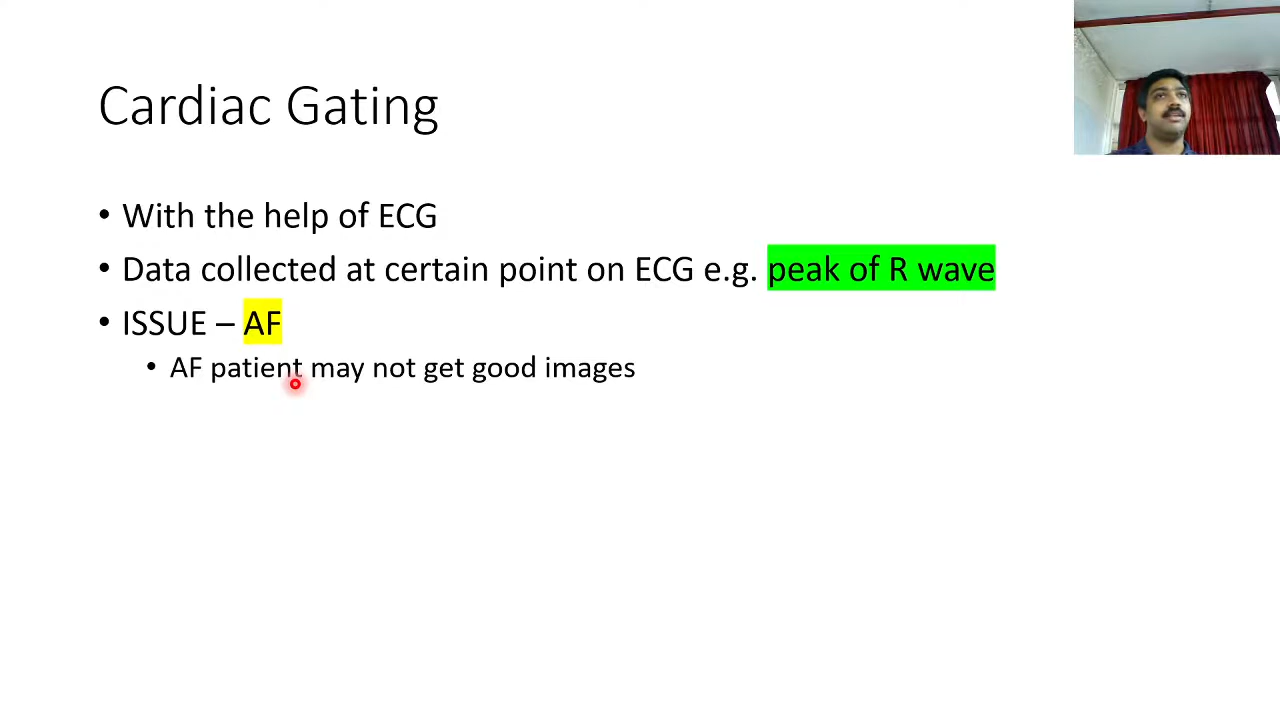 Cardiac Gating
• With the help of ECG
• Data collected at certain point on ECG e.g. peak of R wave
• ISSUE – AF
• AF patient may not get good images